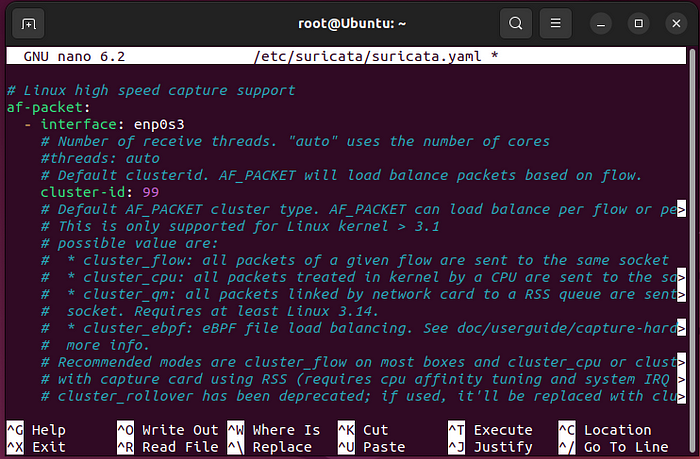 root@Ubuntu: ~
GNU nano 6.2 /etc/suricata/suricata.yaml *
# Linux high speed capture support
af-packet:
  - interface: enp0s3
    # Number of receive threads. "auto" uses the number of cores
    #threads: auto
    # Default clusterid. AF_PACKET will load balance packets based on flow.
    cluster-id: 99
    # Default AF_PACKET cluster type. AF_PACKET can load balance per flow or pe>
    # This is only supported for Linux kernel > 3.1
    # possible value are:
    #  * cluster_flow: all packets of a given flow are sent to the same socket
    #  * cluster_cpu: all packets treated in kernel by a CPU are sent to the sa>
    #  * cluster_qm: all packets linked by network card to a RSS queue are sent>
    #  socket. Requires at least Linux 3.14.
    #  * cluster_ebpf: eBPF file load balancing. See doc/userguide/capture-hard>
    #  more info.
    # Recommended modes are cluster_flow on most boxes and cluster_cpu or clust>
    # with capture card using RSS (requires cpu affinity tuning and system IRQ >
    # cluster_rollover has been deprecated; if used, it'll be replaced with clu>
^G Help ^O Write Out ^W Where Is ^K Cut ^T Execute ^C Location
^X Exit ^R Read File ^\ Replace ^U Paste ^J Justify ^/ Go To Line